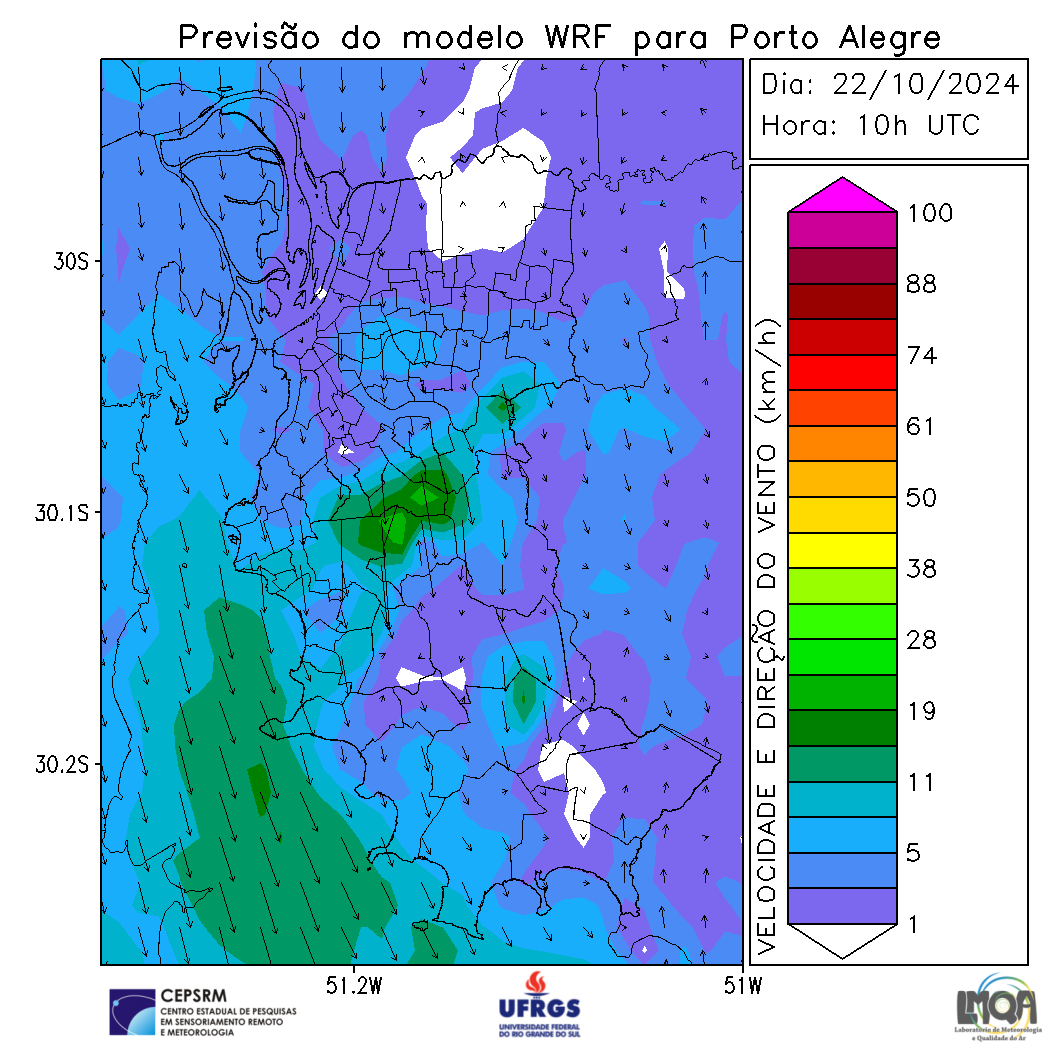 Previsão do modelo WRF para Porto Alegre
Dia: 22/10/2024
Hora: 10h UTC
30S
30.1S
30.2S
51.2W
51W
VELOCIDADE E DIREÇÃO DO VENTO (km/h)
100
88
74
61
50
38
28
19
11
5
1
CEPSRM
CENTRO ESTADUAL DE PESQUISAS
EM SENSORIAMENTO REMOTO
E METEOROLOGIA
UFRGS
UNIVERSIDADE FEDERAL
DO RIO GRANDE DO SUL
LMQA
Laboratório de Meteorologia
e Qualidade do Ar